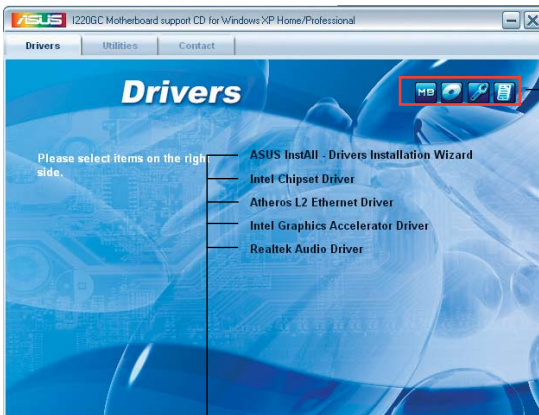 ASUS I220GC Motherboard support CD for Windows XP Home/Professional
Drivers Utilities Contact
Drivers
MB
Please select items on the right
side.
ASUS InstAll - Drivers Installation Wizard
Intel Chipset Driver
Atheros L2 Ethernet Driver
Intel Graphics Accelerator Driver
Realtek Audio Driver